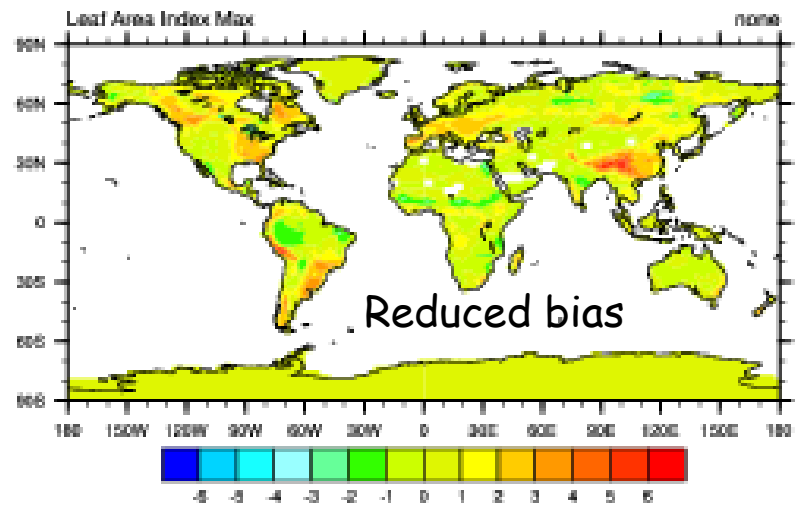 Leaf Area Index Max none
90N
60N
30N
0
30S
Reduced bias
60S
90S
180 150W 120W 90W 60W 30W 0 30E 60E 90E 120E 150E 180
-6 -5 -4 -3 -2 -1 0 1 2 3 4 5 6